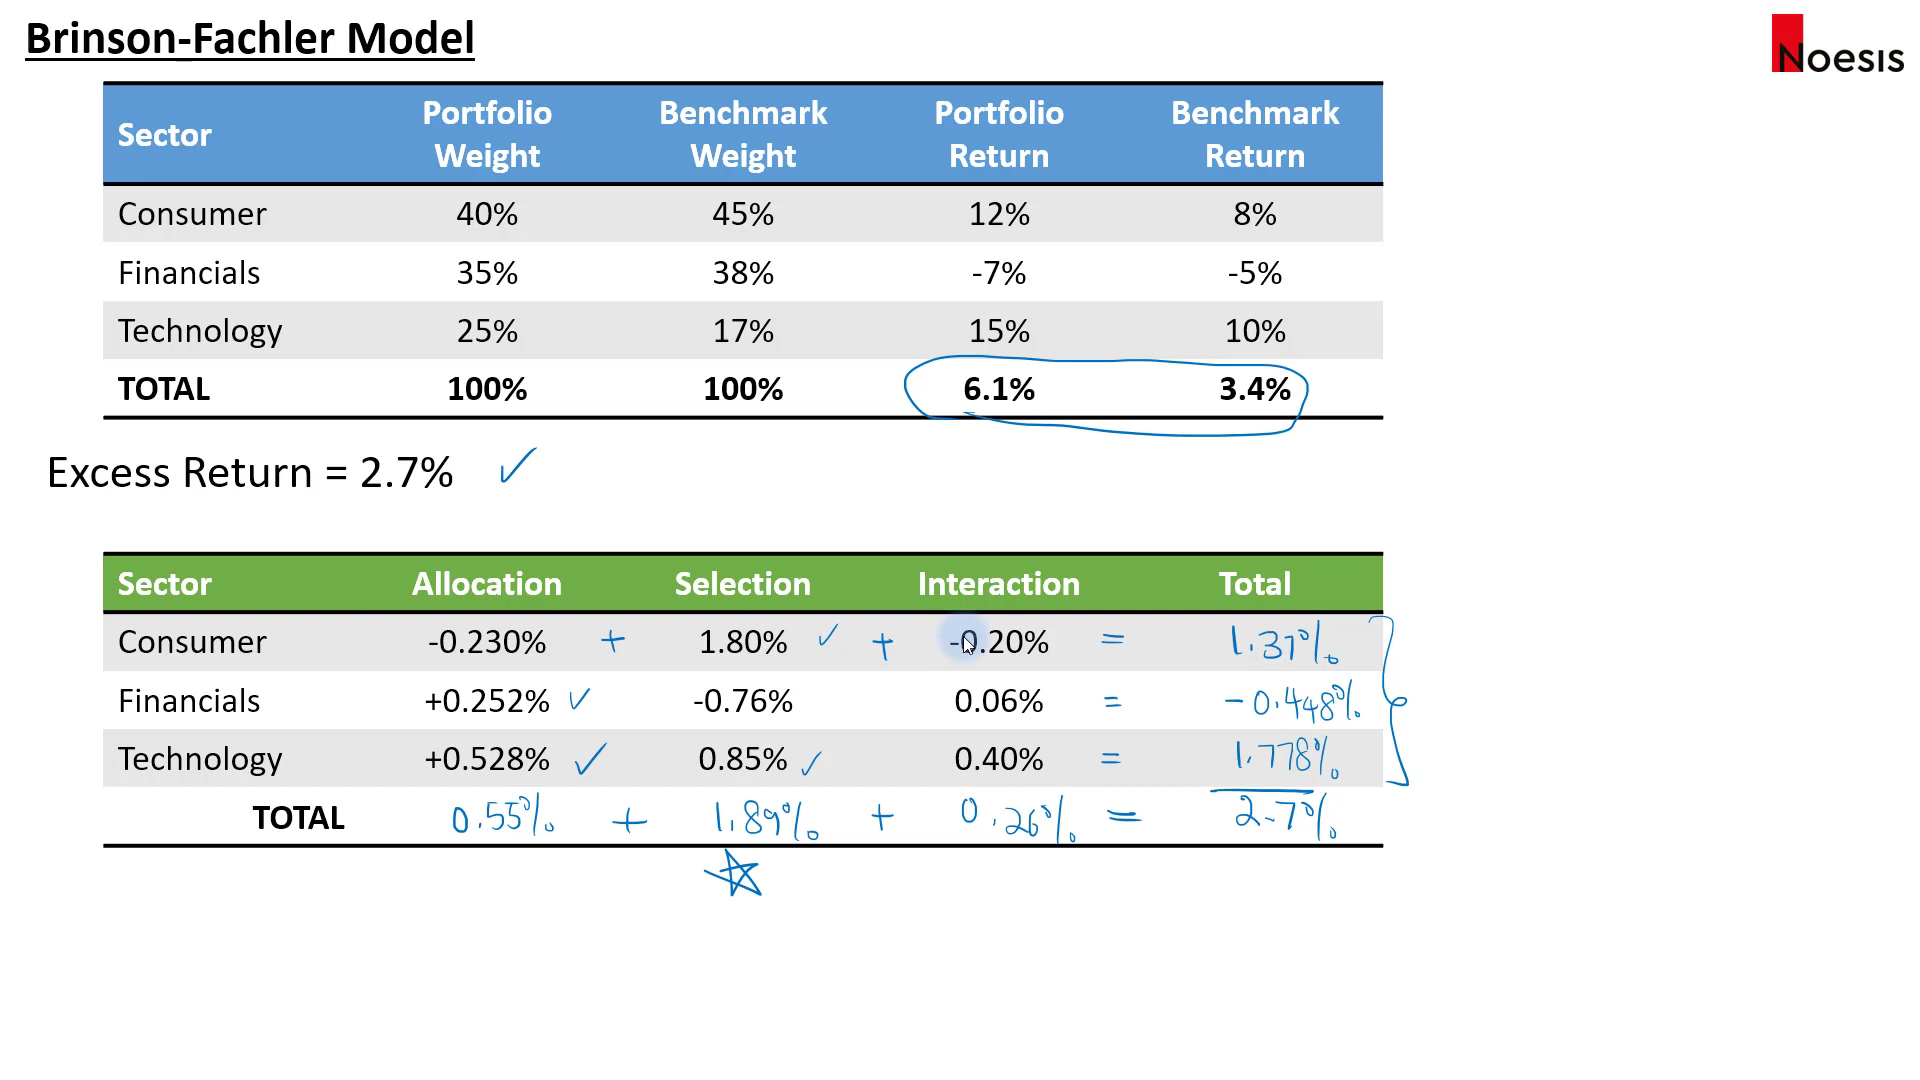 Brinson-Fachler Model
Noesis
Sector Portfolio Weight Benchmark Weight Portfolio Return Benchmark Return
Consumer 40% 45% 12% 8%
Financials 35% 38% -7% -5%
Technology 25% 17% 15% 10%
TOTAL 100% 100% 6.1% 3.4%
Excess Return = 2.7% ✓
Sector Allocation Selection Interaction Total
Consumer -0.230% + 1.80% ✓ + -0.20% = 1.37%
Financials +0.252% ✓ -0.76% 0.06% = -0.448%
Technology +0.528% ✓ 0.85% ✓ 0.40% = 1.778%
TOTAL 0.55% + 1.89% + 0.26% = 2.7%